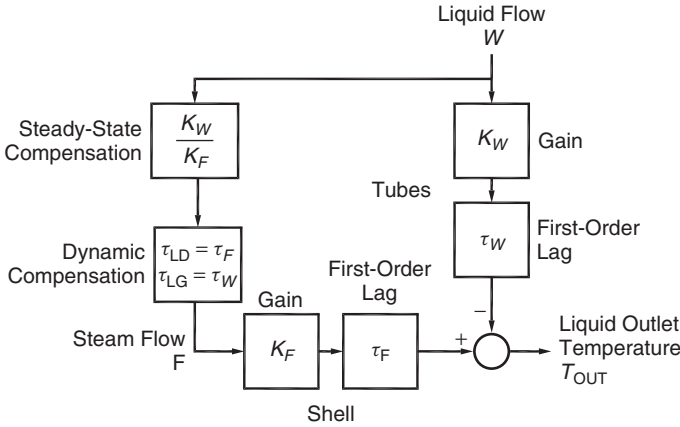 Liquid Flow
W
Steady-State
Compensation
K_W
K_F
K_W
Gain
Tubes
Dynamic
Compensation
τ_LD = τ_F
τ_LG = τ_W
First-Order
Lag
τ_W
First-Order
Lag
Gain
Steam Flow
F
K_F
τ_F
+
−
Liquid Outlet
Temperature
T_OUT
Shell